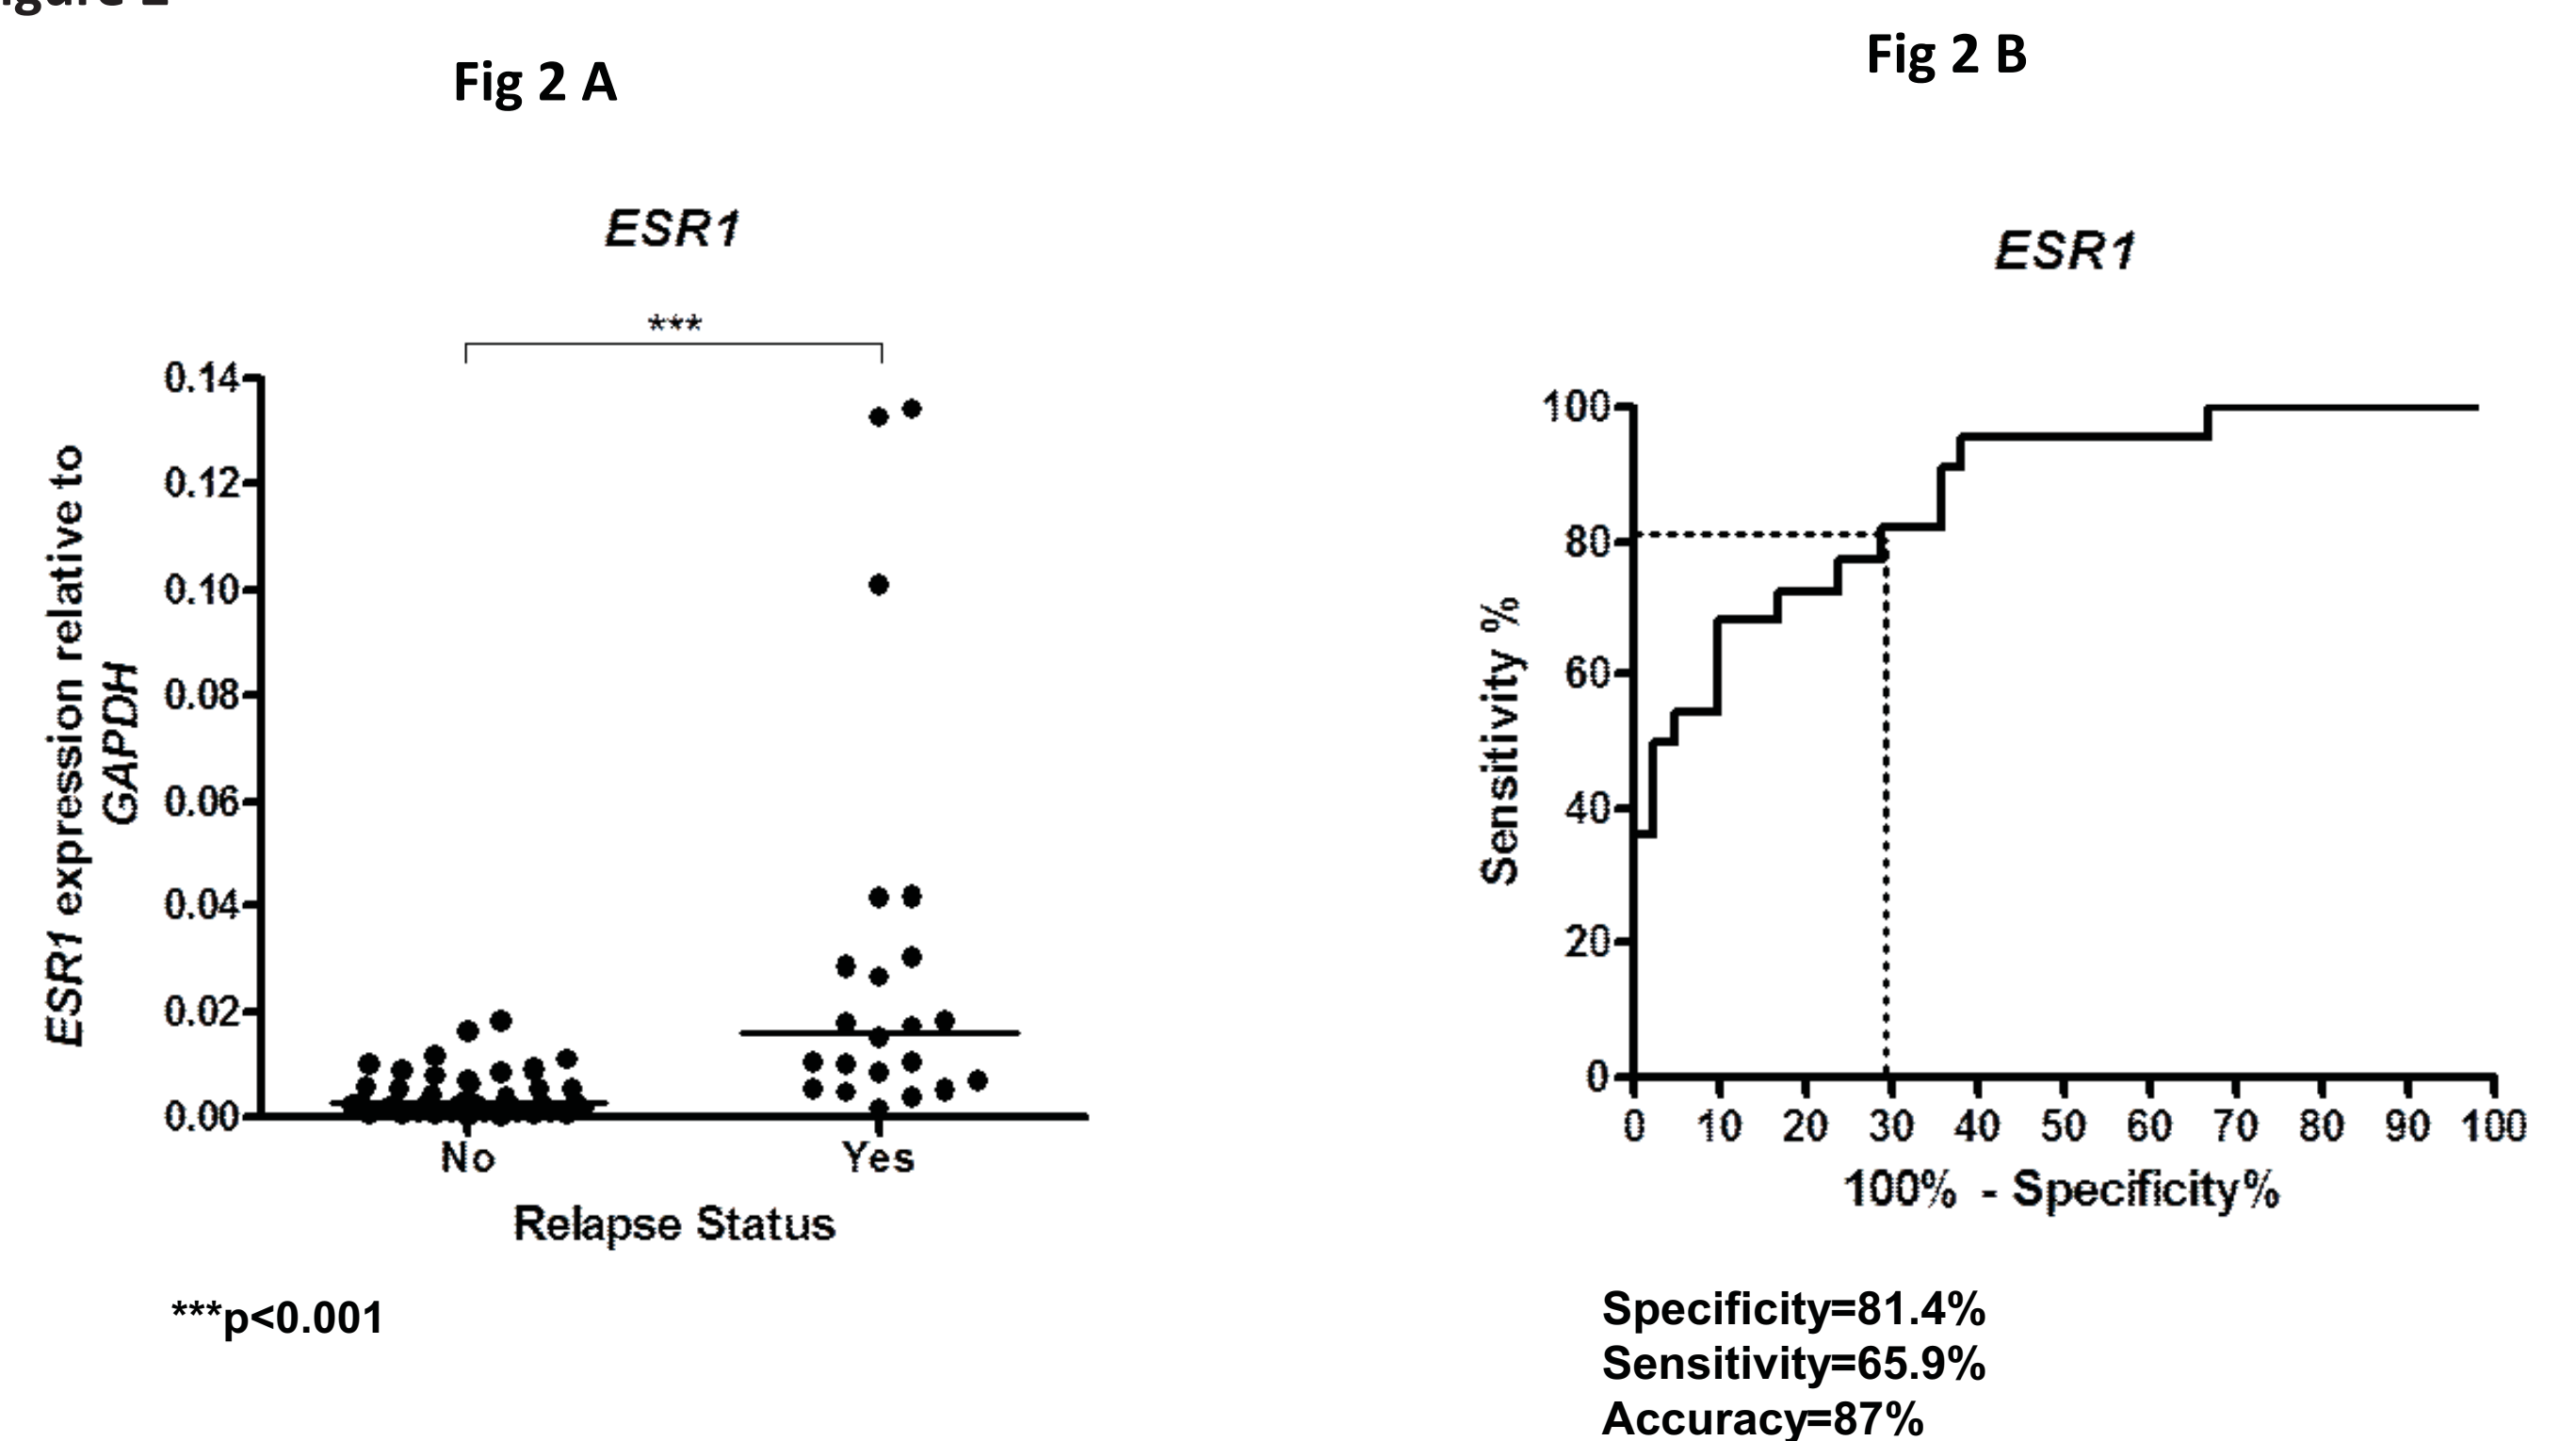 Fig 2 A
Fig 2 B
ESR1
***
0.14
0.12
0.10
0.08
0.06
0.04
0.02
0.00
ESR1 expression relative to
GAPDH
No
Yes
Relapse Status
***p<0.001
ESR1
100
80
60
40
20
0
Sensitivity %
0 10 20 30 40 50 60 70 80 90 100
100% - Specificity%
Specificity=81.4%
Sensitivity=65.9%
Accuracy=87%